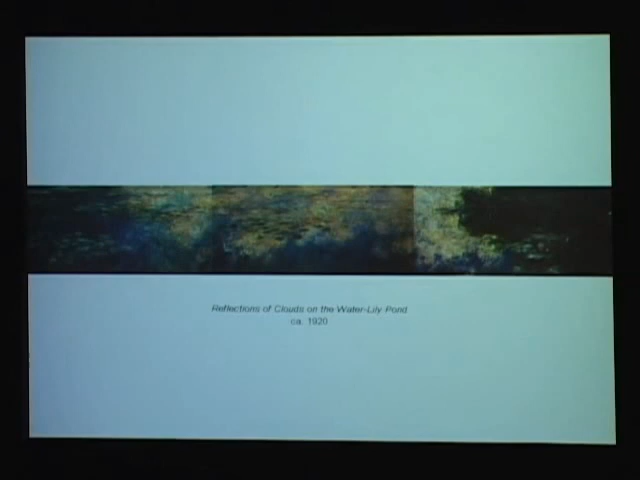 Reflections of Clouds on the Water-Lily Pond
ca. 1920